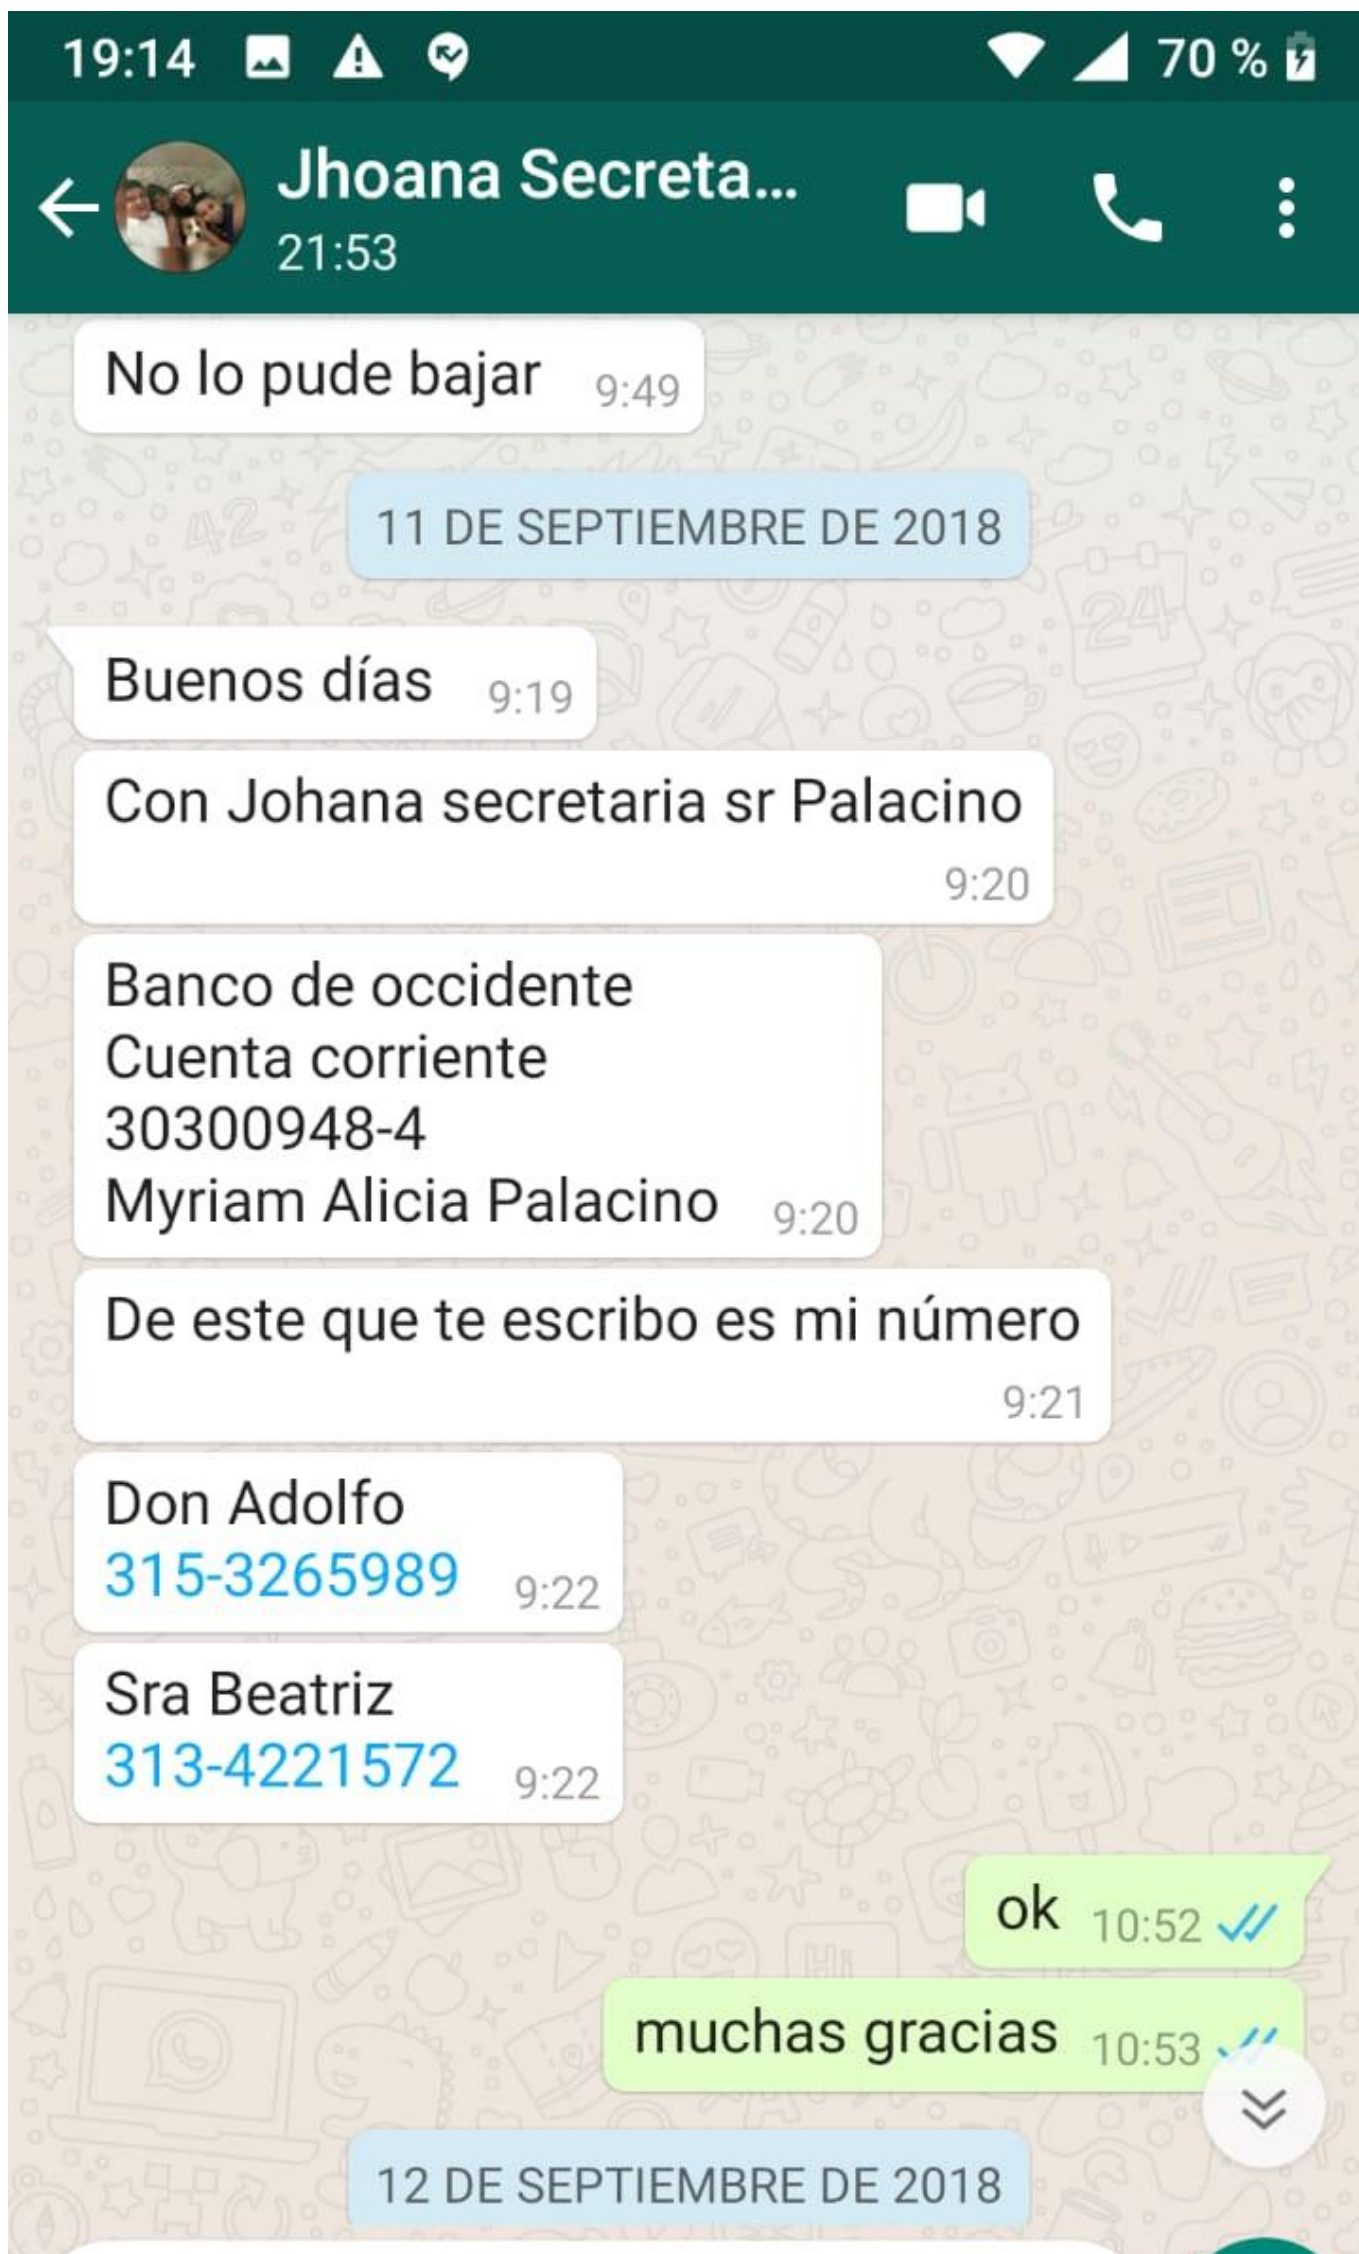 19:14
70 %
Jhoana Secreta...
21:53
No lo pude bajar 9:49
11 DE SEPTIEMBRE DE 2018
Buenos días 9:19
Con Johana secretaria sr Palacino
9:20
Banco de occidente
Cuenta corriente
30300948-4
Myriam Alicia Palacino 9:20
De este que te escribo es mi número
9:21
Don Adolfo
315-3265989 9:22
Sra Beatriz
313-4221572 9:22
ok 10:52
muchas gracias 10:53
12 DE SEPTIEMBRE DE 2018